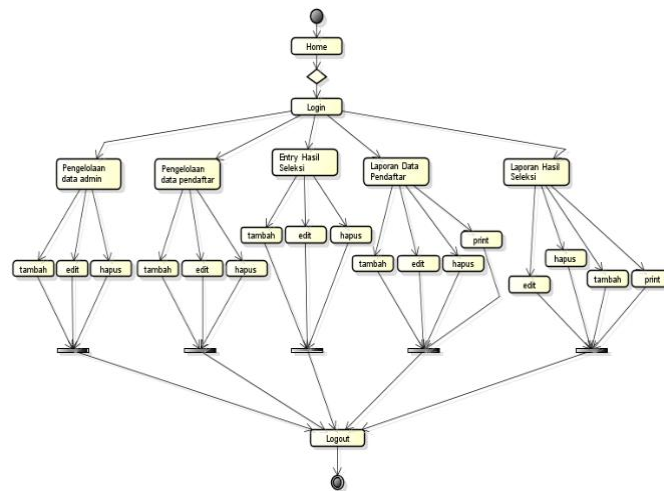 Home
Login
Pengelolaan
data admin
Pengelolaan
data pendaftar
Entry Hasil
Seleksi
Laporan Data
Pendaftar
Laporan Hasil
Seleksi
tambah
edit
hapus
tambah
edit
hapus
tambah
edit
hapus
tambah
edit
hapus
print
edit
hapus
tambah
print
Logout